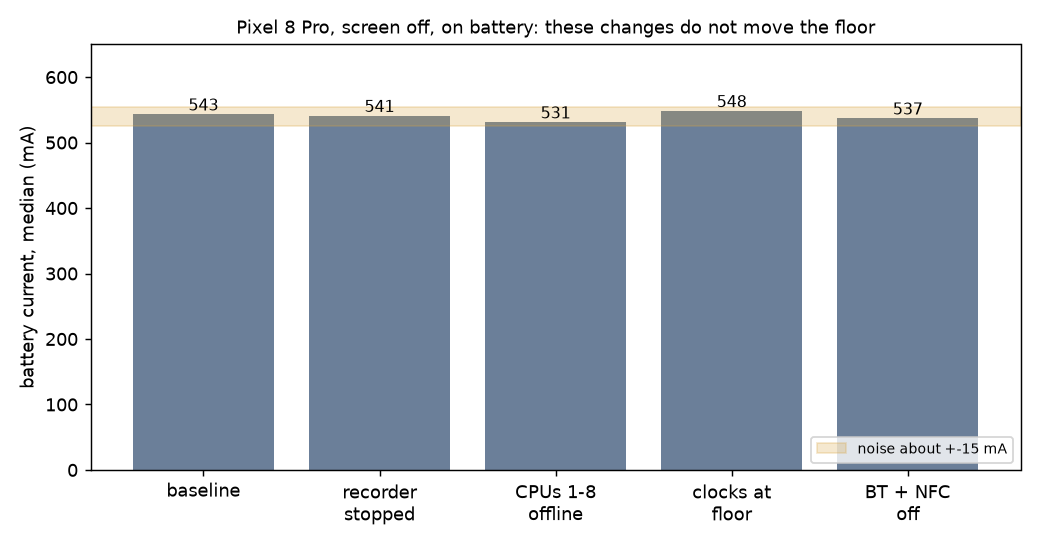 Pixel 8 Pro, screen off, on battery: these changes do not move the floor
battery current, median (mA)
600
500
400
300
200
100
0
543
541
531
548
537
noise about +-15 mA
baseline
recorder
stopped
CPUs 1-8
offline
clocks at
floor
BT + NFC
off